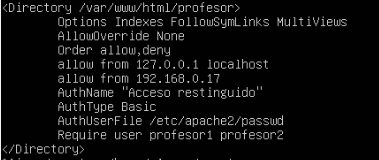 <Directory /var/www/html/profesor>
Options Indexes FollowSymLinks MultiViews
AllowOverride None
Order allow,deny
allow from 127.0.0.1 localhost
allow from 192.168.0.17
AuthName "Acceso restinguido"
AuthType Basic
AuthUserFile /etc/apache2/passwd
Require user profesor1 profesor2
</Directory>